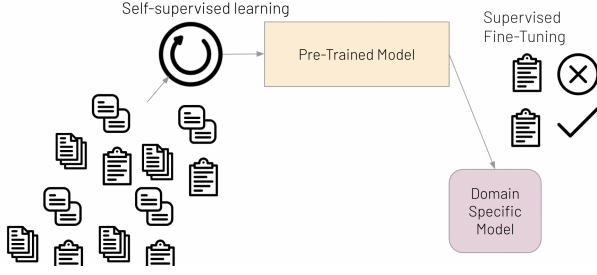 Self-supervised learning
Pre-Trained Model
Supervised
Fine-Tuning
Domain
Specific
Model